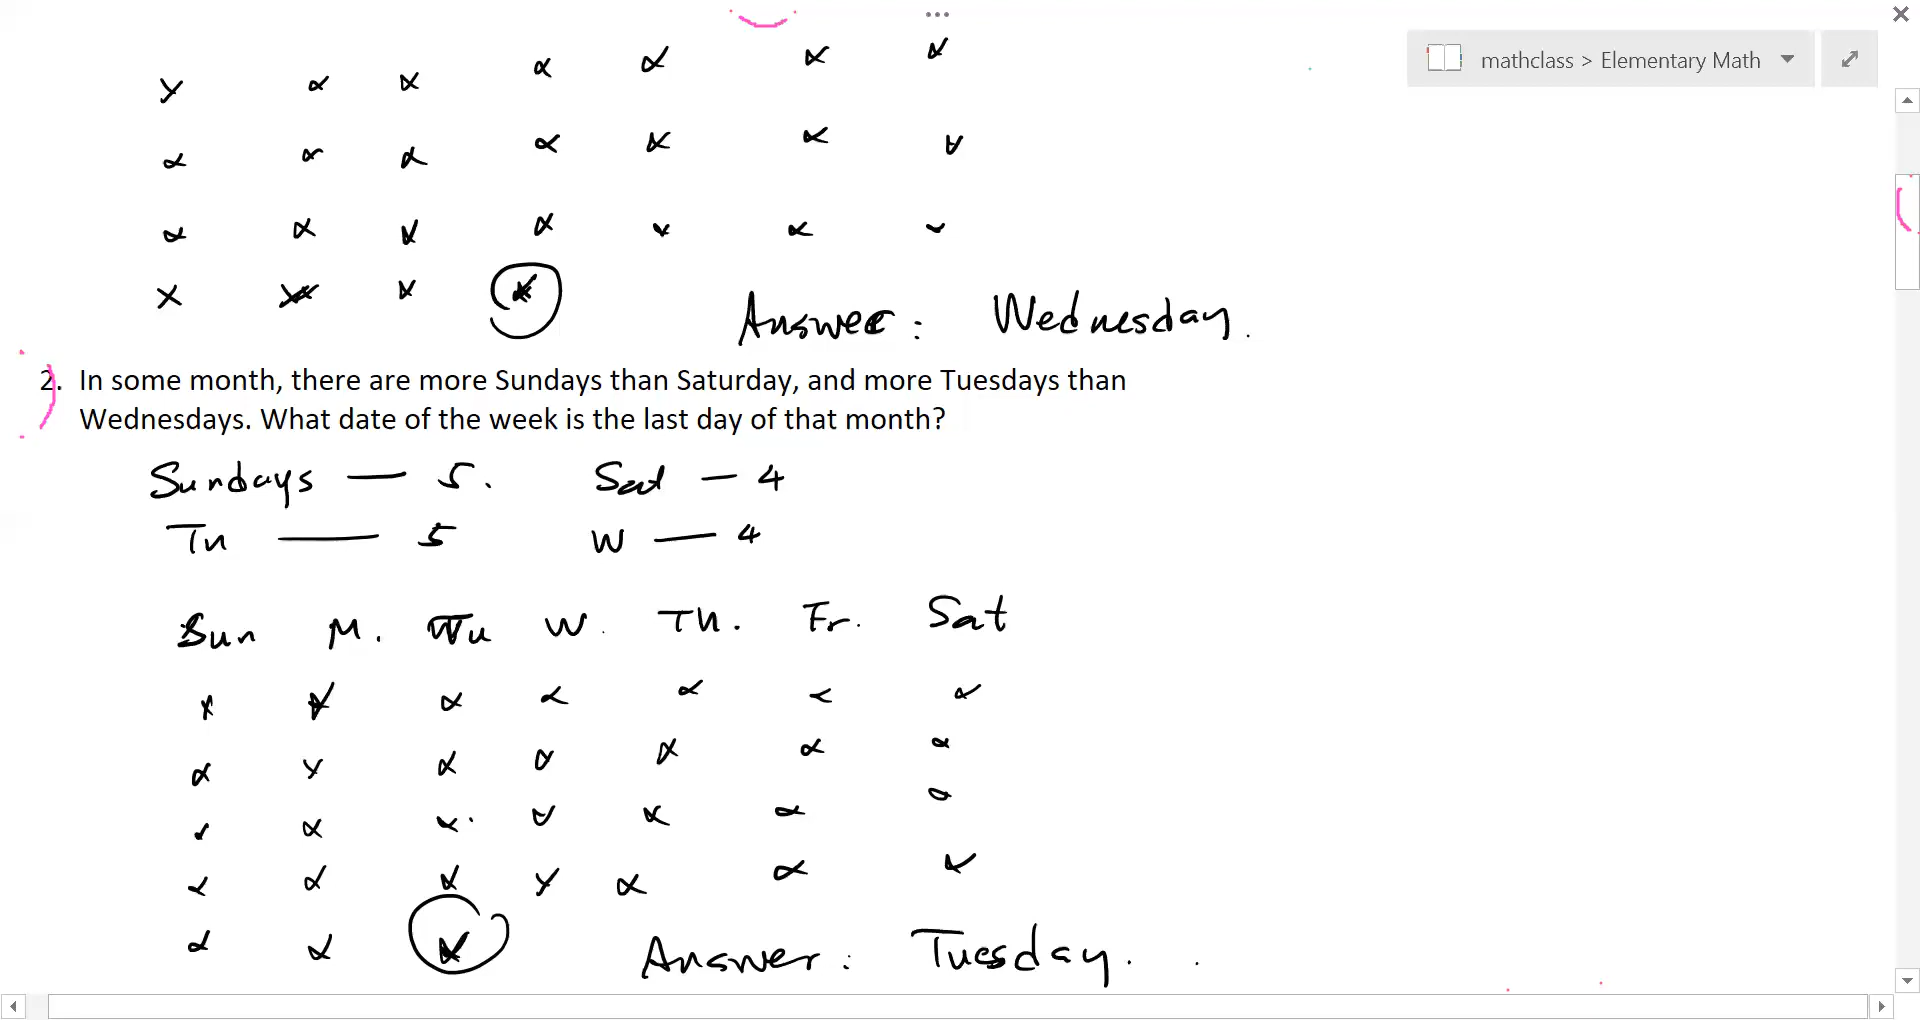 mathclass > Elementary Math
Answer: Wednesday.
2. In some month, there are more Sundays than Saturday, and more Tuesdays than
Wednesdays. What date of the week is the last day of that month?
Sundays — 5. Sat — 4
Tu — 5 W — 4
Sun M. Tu W. Th. Fr. Sat
Answer: Tuesday.